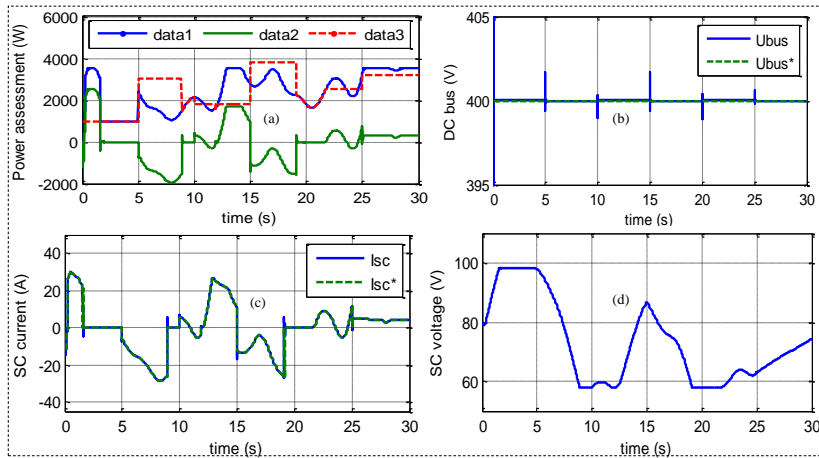 Power assessment (W)
6000
4000
2000
0
-2000
data1
data2
data3
(a)
0 5 10 15 20 25 30
time (s)
DC bus (V)
405
400
395
Ubus
Ubus*
(b)
0 5 10 15 20 25 30
time (s)
SC current (A)
40
20
0
-20
-40
Isc
Isc*
(c)
0 5 10 15 20 25 30
time (s)
SC voltage (V)
100
80
60
(d)
0 5 10 15 20 25 30
time (s)